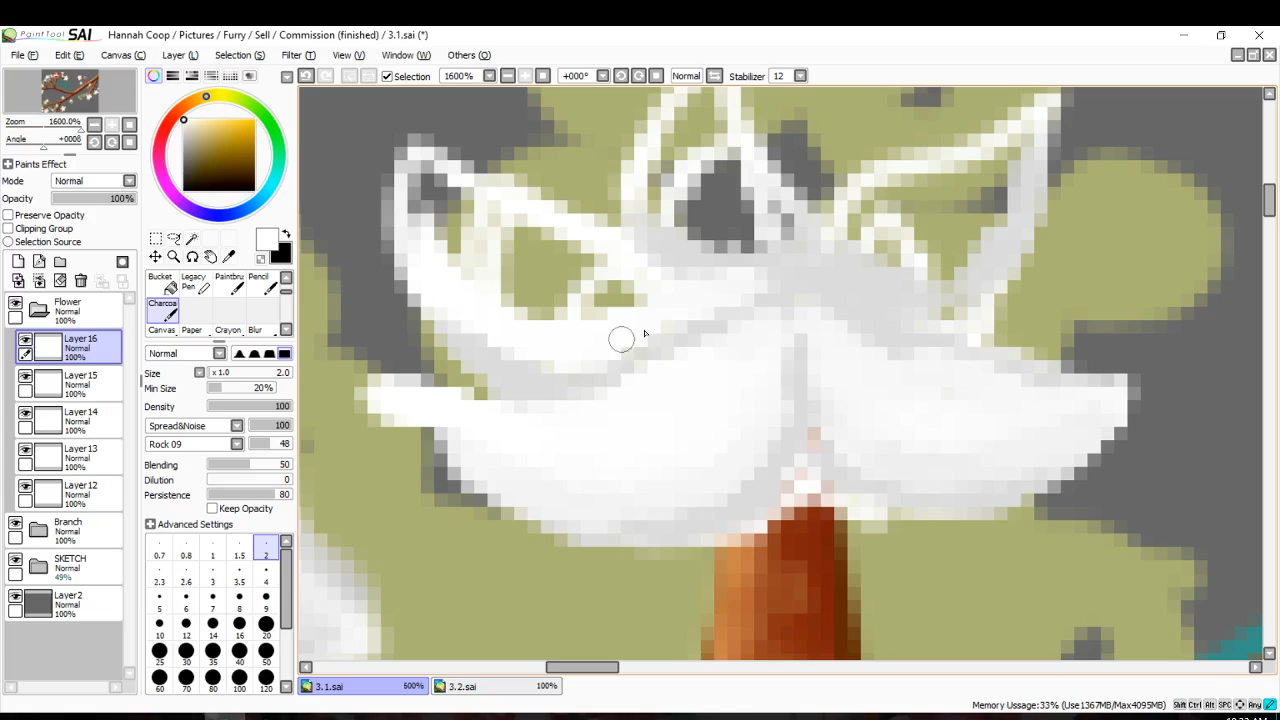 PaintTool SAI Hannah Coop / Pictures / Furry / Sell / Commission (finished) / 3.1.sai (*)
File (F) Edit (E) Canvas (C) Layer (L) Selection (S) Filter (T) View (V) Window (W) Others (O)
Selection 1600% +000° Normal Stabilizer 12
Zoom 1600.0%
Angle +000θ
Paints Effect
Mode Normal
Opacity 100%
Preserve Opacity
Clipping Group
Selection Source
Flower
Normal
100%
Layer16
Normal
100%
Layer15
Normal
100%
Layer14
Normal
100%
Layer13
Normal
100%
Layer12
Normal
100%
Branch
Normal
100%
SKETCH
Normal
49%
Layer2
Normal
100%
Bucket Legacy Pen Paintbru Pencil
Charcoa
Canvas. Paper Crayon. Blur
Normal
Size x 1.0 2.0
Min Size 20%
Density 100
Spread&Noise 100
Rock 09 48
Blending 50
Dilution 0
Persistence 80
Keep Opacity
Advanced Settings
0.7 0.8 1 1.5 2
2.3 2.6 3 3.5 4
5 6 7 8 9
10 12 14 16 20
25 30 35 40 50
60 70 80 100 120
3.1.sai 600% 3.2.sai 100%
Memory Usage: 33% (Use1367MB/Max4095MB) Shift Ctrl Alt SPC Any